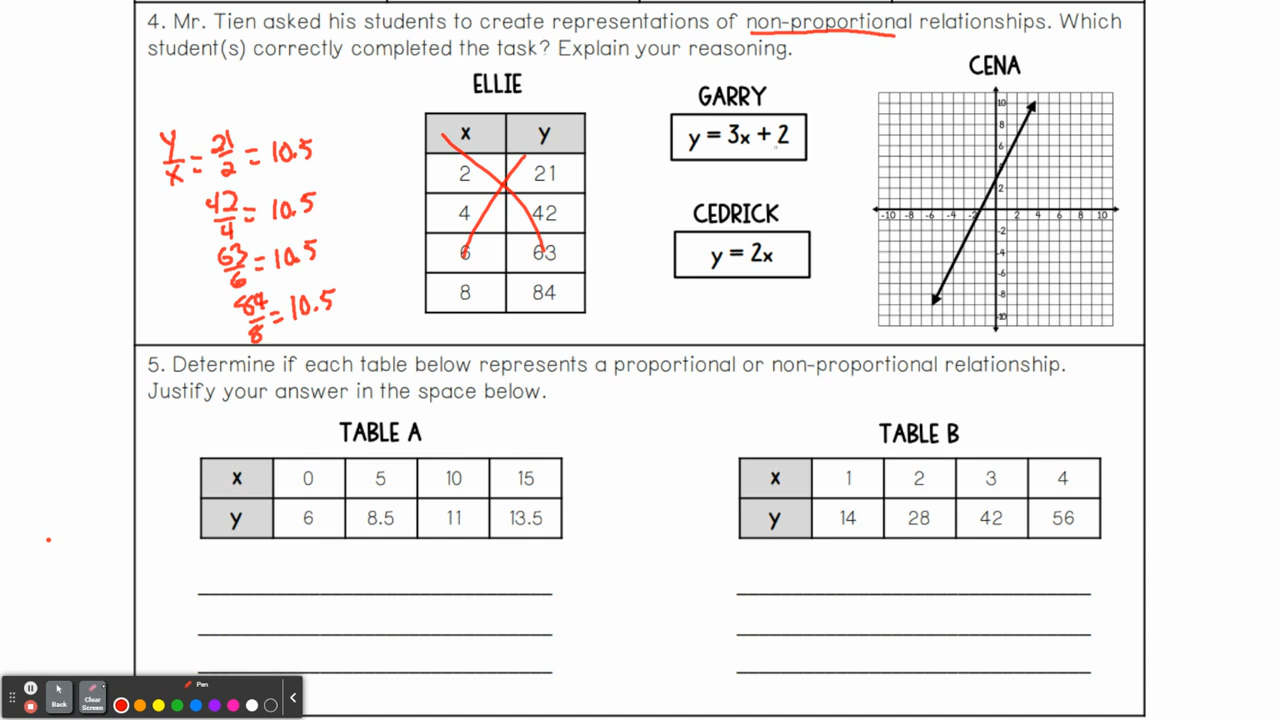 4. Mr. Tien asked his students to create representations of non-proportional relationships. Which
student(s) correctly completed the task? Explain your reasoning.
ELLIE
x y
2 21
4 42
6 63
8 84
y/x = 21/2 = 10.5
42/4 = 10.5
63/6 = 10.5
84/8 = 10.5
GARRY
y = 3x + 2
CEDRICK
y = 2x
CENA
10
8
6
4
2
-10 -8 -6 -4 -2 2 4 6 8 10
-2
-4
-6
-8
-10
5. Determine if each table below represents a proportional or non-proportional relationship.
Justify your answer in the space below.
TABLE A
x 0 5 10 15
y 6 8.5 11 13.5
TABLE B
x 1 2 3 4
y 14 28 42 56
Pen
Back
Clear
Screen